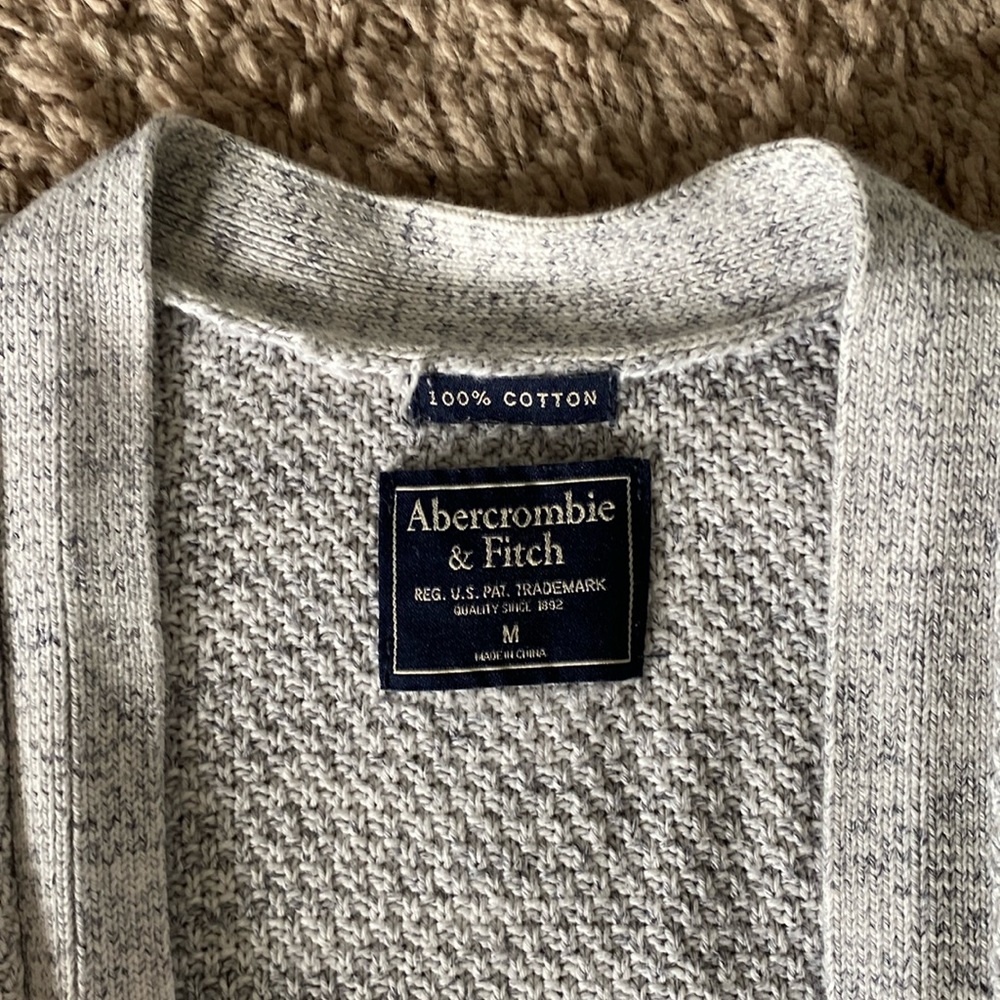 100% COTTON
Abercrombie
& Fitch
REG. U.S. PAT. TRADEMARK
QUALITY SINCE 1892
M
MADE IN CHINA